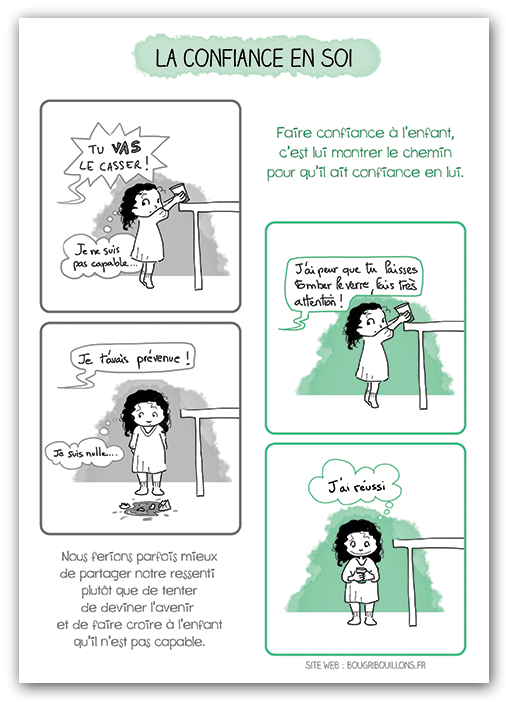 LA CONFIANCE EN SOI
TU VAS
LE CASSER !
Je ne suis
pas capable...
Je t'avais prévenue !
Je suis nulle....
Nous ferions parfois mieux
de partager notre ressenti
plutôt que de tenter
de deviner l'avenir
et de faire croire à l'enfant
qu'il n'est pas capable.
Faire confiance à l'enfant,
c'est lui montrer le chemin
pour qu'il ait confiance en lui.
J'ai peur que tu laisses
tomber le verre, fais très
attention !
J'ai réussi
SITE WEB : BOUGRIBOUILLONS.FR